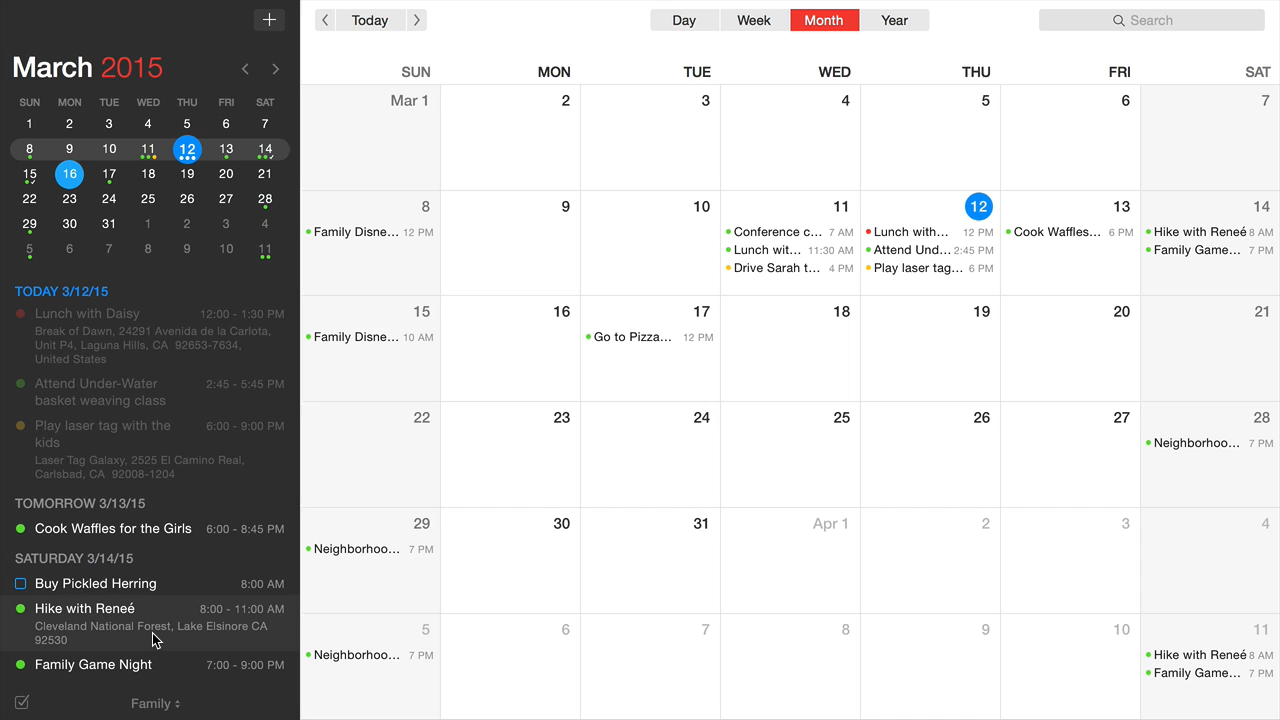 +
March 2015
SUN MON TUE WED THU FRI SAT
1 2 3 4 5 6 7
8 9 10 11 12 13 14
15 16 17 18 19 20 21
22 23 24 25 26 27 28
29 30 31 1 2 3 4
5 6 7 8 9 10 11
TODAY 3/12/15
Lunch with Daisy 12:00 - 1:30 PM
Break of Dawn, 24291 Avenida de la Carlota,
Unit P4, Laguna Hills, CA 92653-7634,
United States
Attend Under-Water 2:45 - 5:45 PM
basket weaving class
Play laser tag with the 6:00 - 9:00 PM
kids
Laser Tag Galaxy, 2525 El Camino Real,
Carlsbad, CA 92008-1204
TOMORROW 3/13/15
Cook Waffles for the Girls 6:00 - 8:45 PM
SATURDAY 3/14/15
Buy Pickled Herring 8:00 AM
Hike with Reneé 8:00 - 11:00 AM
Cleveland National Forest, Lake Elsinore CA
92530
Family Game Night 7:00 - 9:00 PM
Family
Today Day Week Month Year Search
SUN MON TUE WED THU FRI SAT
Mar 1 2 3 4 5 6 7
8 9 10 11 12 13 14
Family Disne... 12 PM Conference c... 7 AM Lunch with... 12 PM Cook Waffles... 6 PM Hike with Reneé 8 AM
Lunch wit... 11:30 AM Attend Und... 2:45 PM Family Game... 7 PM
Drive Sarah t... 4 PM Play laser tag... 6 PM
15 16 17 18 19 20 21
Family Disne... 10 AM Go to Pizza... 12 PM
22 23 24 25 26 27 28
Neighborhoo... 7 PM
29 30 31 Apr 1 2 3 4
Neighborhoo... 7 PM
5 6 7 8 9 10 11
Neighborhoo... 7 PM Hike with Reneé 8 AM
Family Game... 7 PM